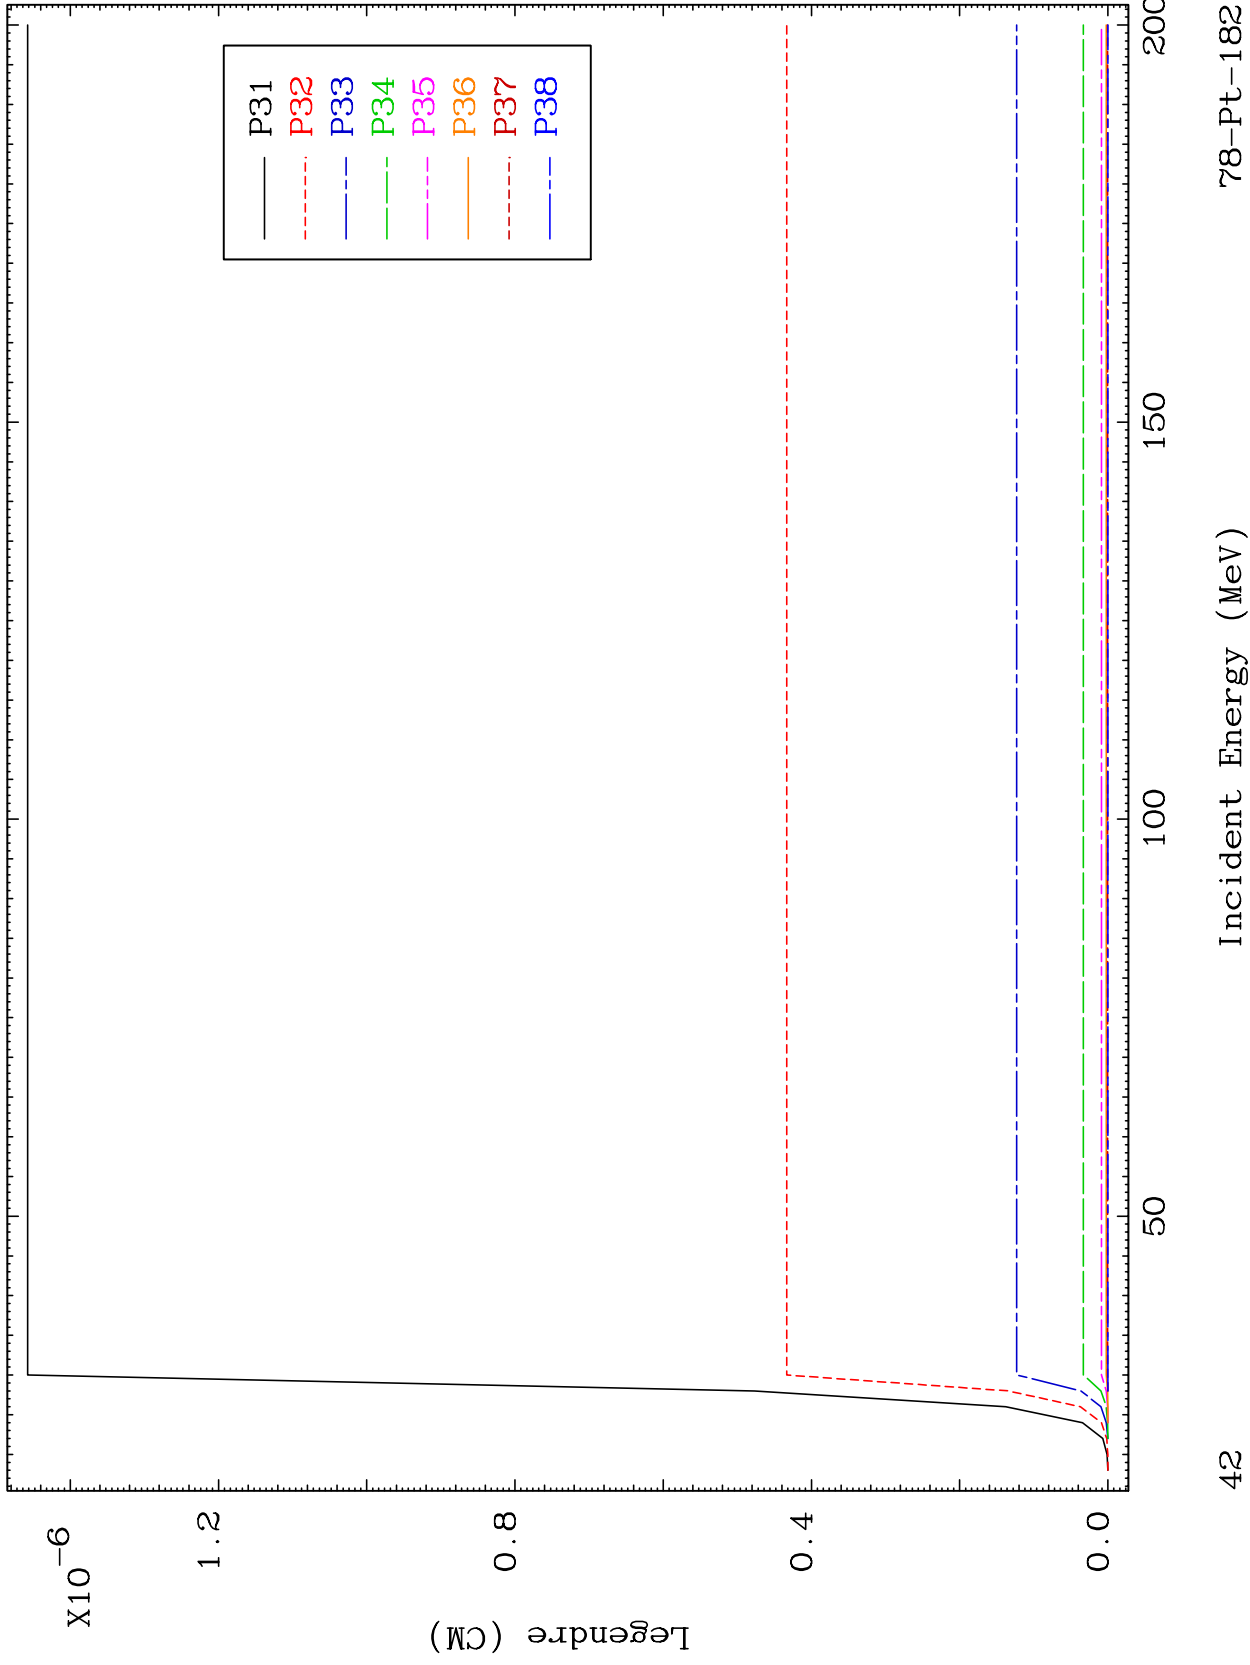 X10-6
1.2
0.8
0.4
0.0
Legendre (CM)
P31
P32
P33
P34
P35
P36
P37
P38
50
100
150
200
42
Incident Energy (MeV)
78-Pt-182